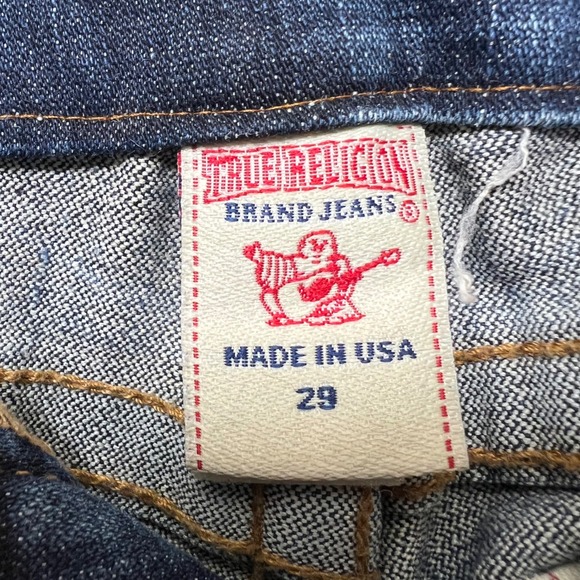 TRUE RELIGION
BRAND JEANS ®
MADE IN USA
29